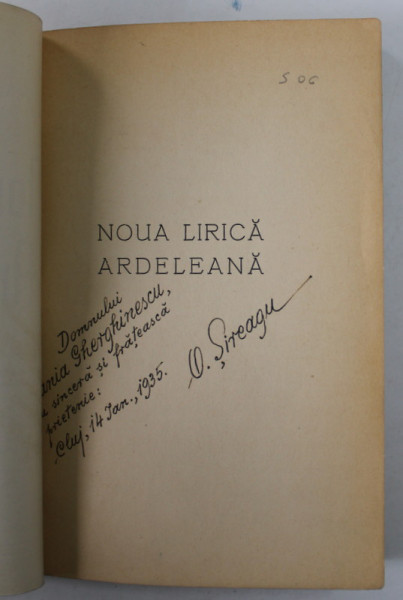 S 06
NOUA LIRICĂ
ARDELEANĂ
Domnului
ania Gherghinescu,
sinceră și frățească
prietenie:
Cluj, 14 Ian., 1935.
O. Șireagu